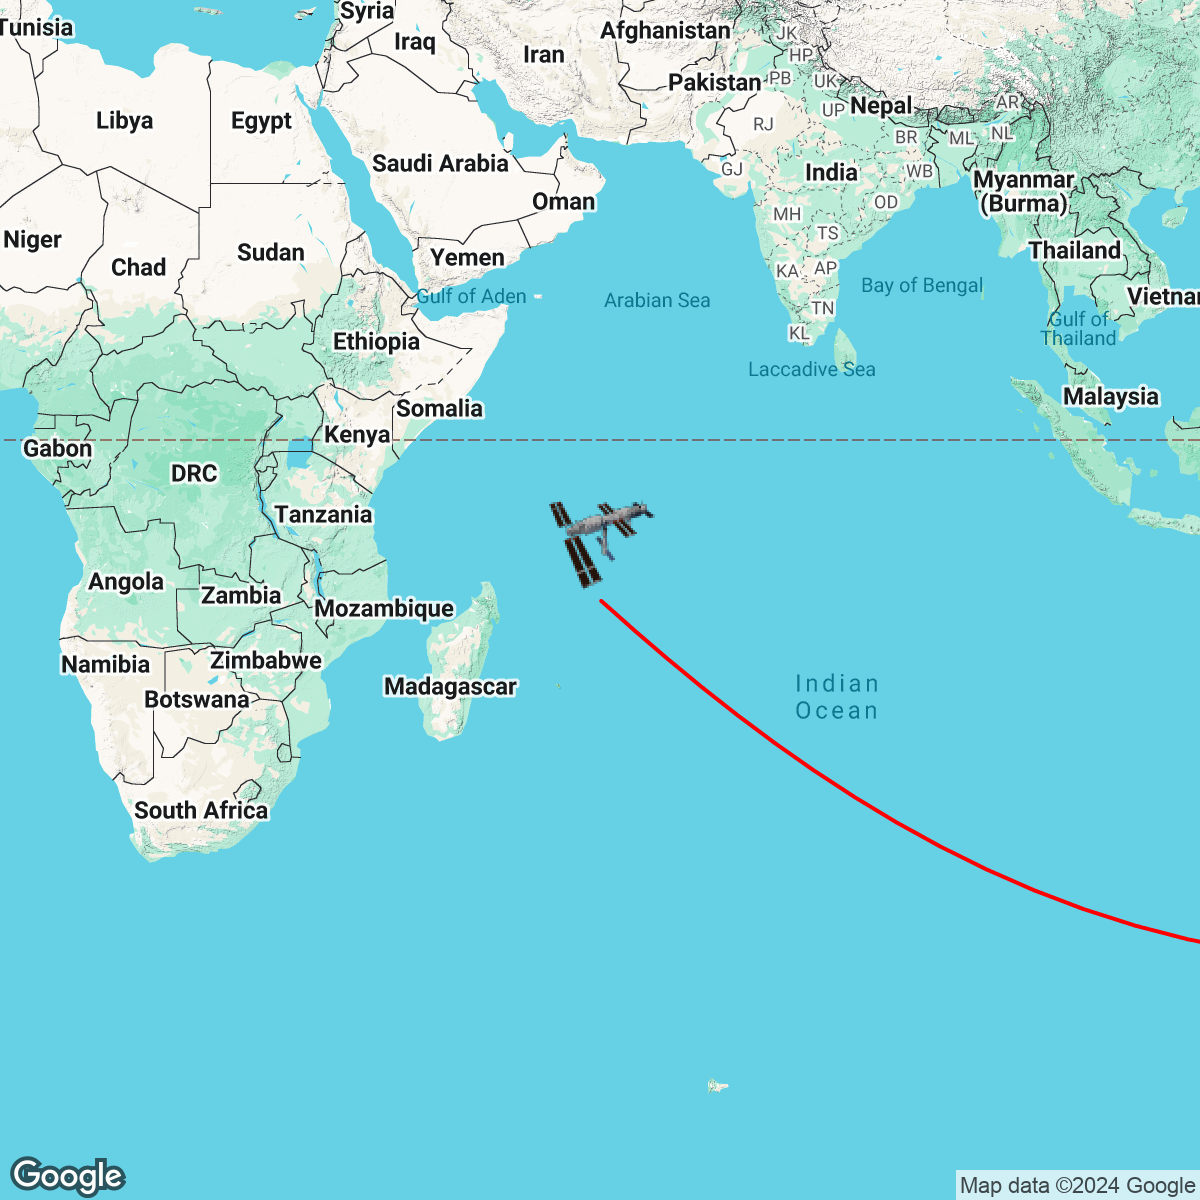 Syria
Tunisia
Afghanistan
JK
Iraq
Iran
HP
Pakistan
PB
UK
Nepal
AR
Libya
Egypt
RJ
UP
BR
ML
NL
Saudi Arabia
GJ
India
WB
Myanmar
(Burma)
Oman
MH
OD
Niger
TS
Sudan
Yemen
Chad
KA
AP
Thailand
Bay of Bengal
Gulf of Aden
Arabian Sea
Vietnam
TN
Gulf of
Thailand
KL
Ethiopia
Laccadive Sea
Malaysia
Somalia
Kenya
Gabon
DRC
Tanzania
Angola
Zambia
Mozambique
Namibia
Zimbabwe
Botswana
Madagascar
Indian
Ocean
South Africa
Google
Map data ©2024 Google